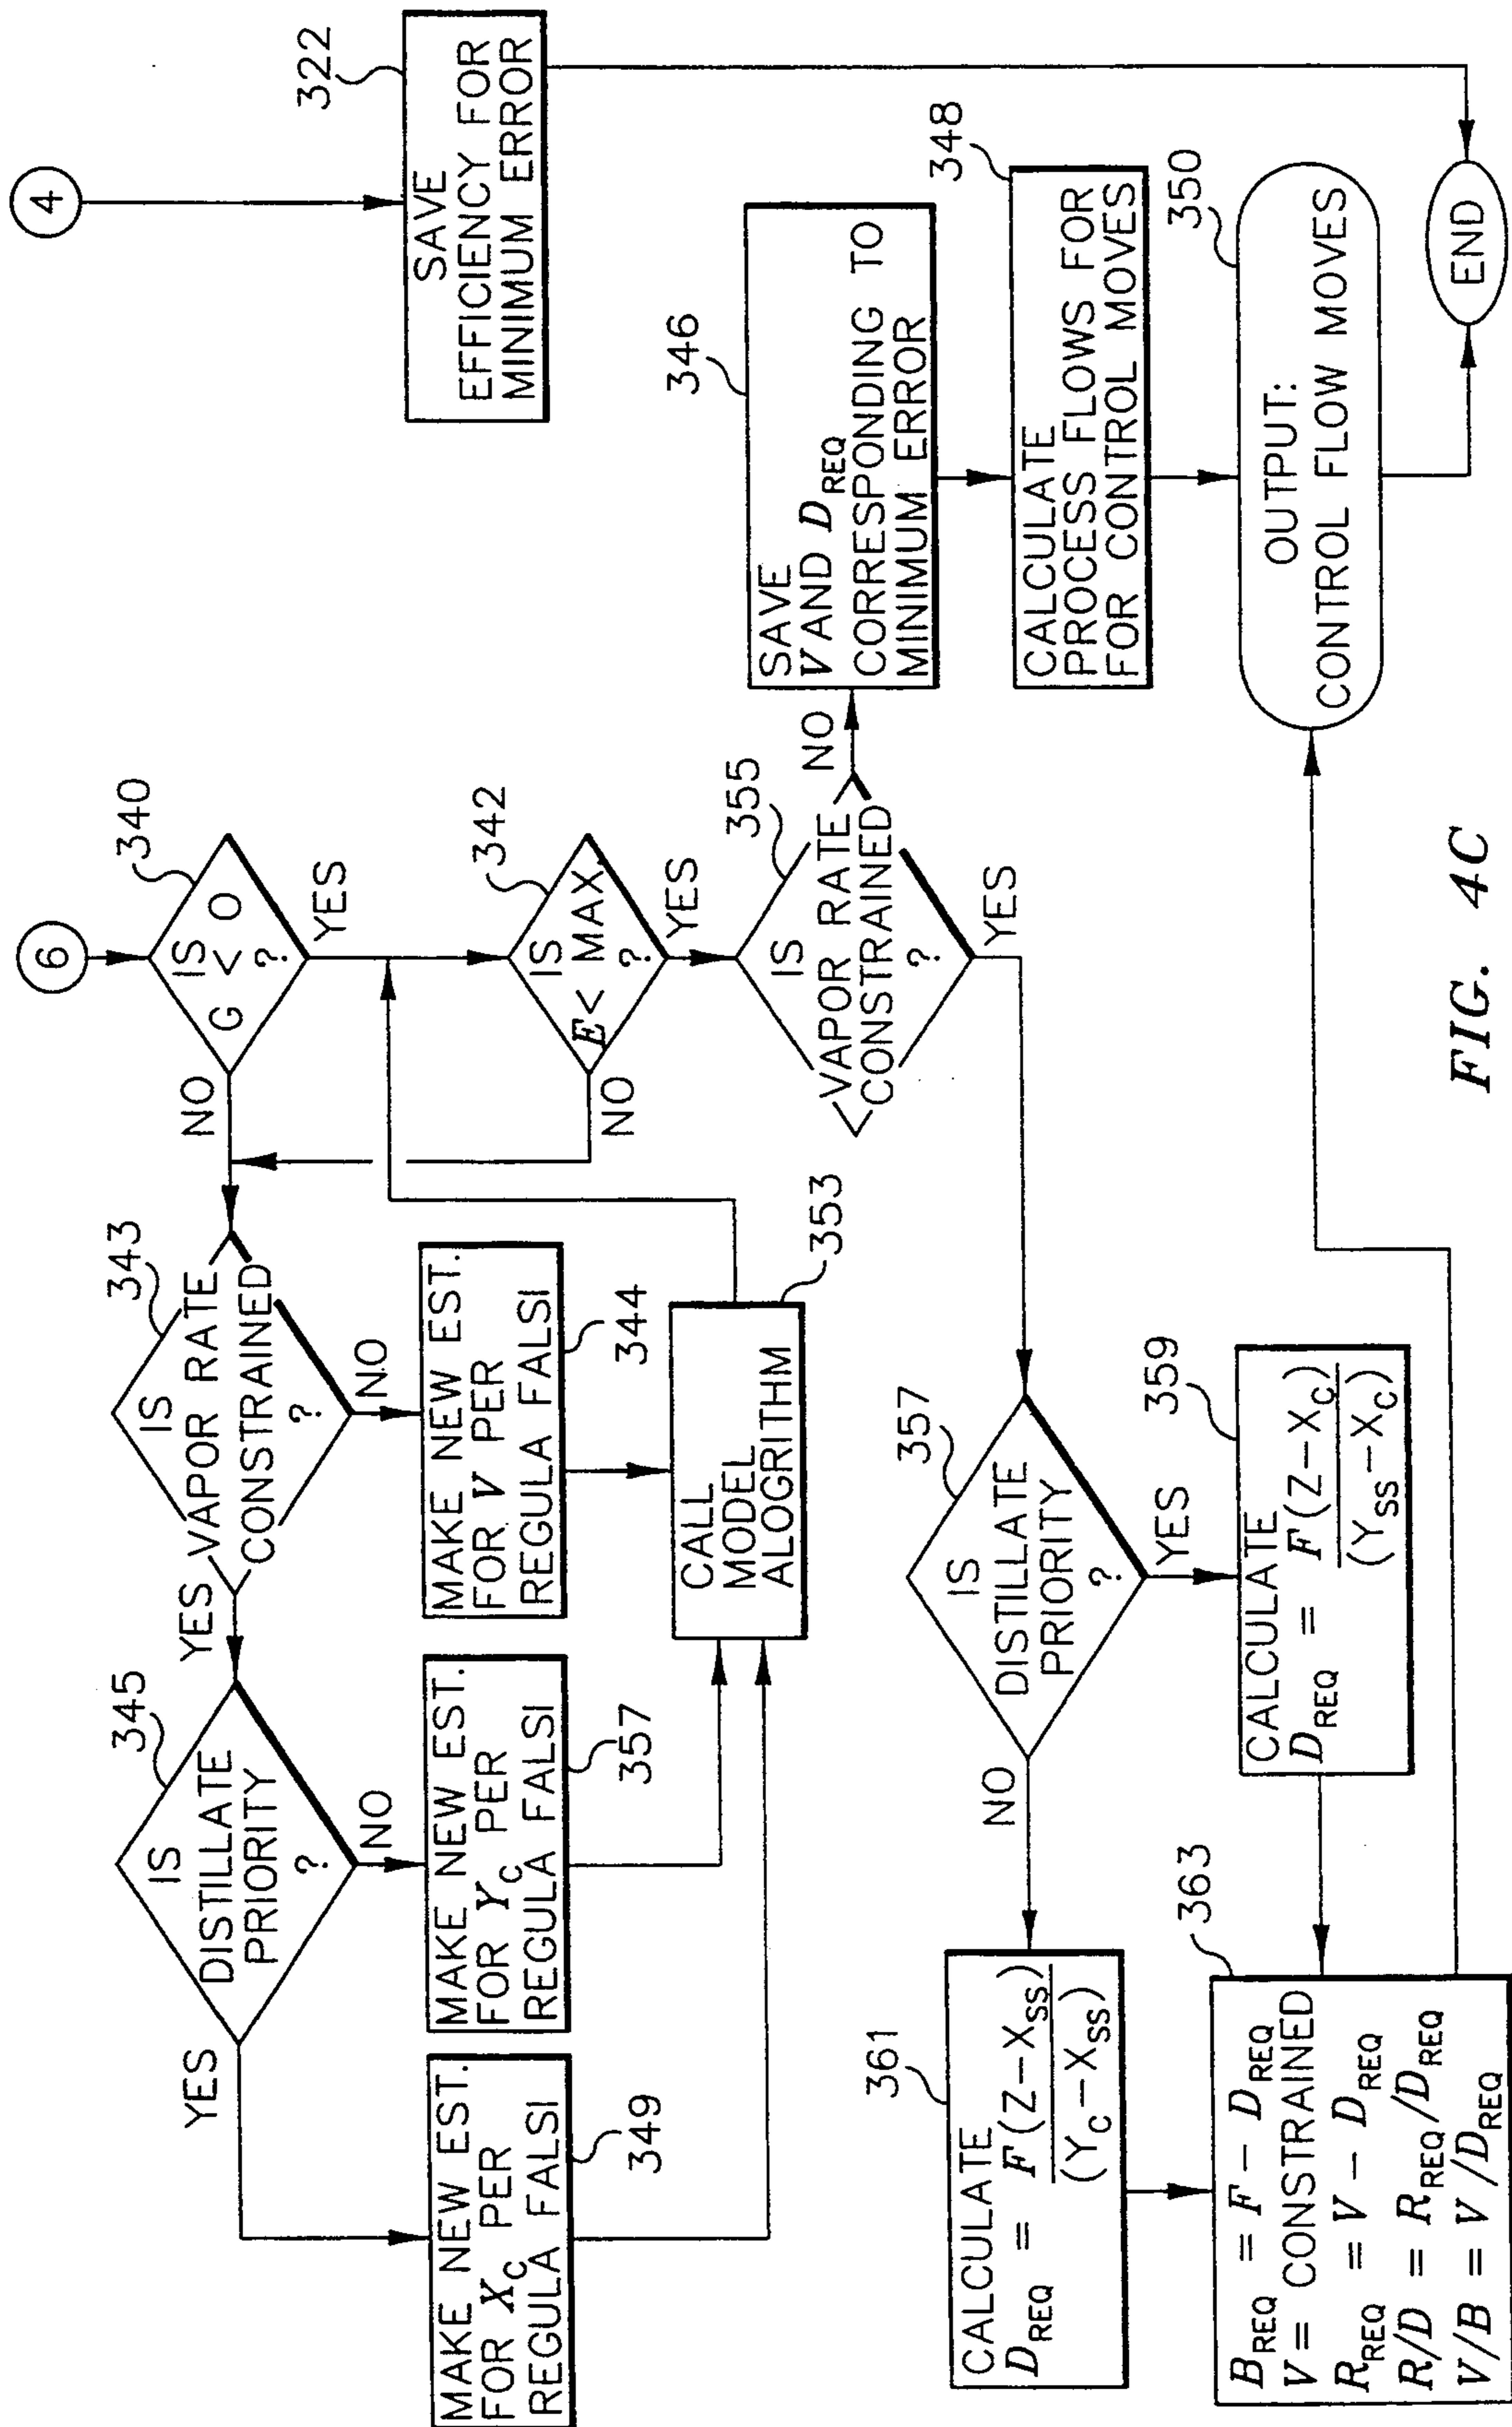 6
340
IS
G < O
?
NO
YES
342
IS
E < MAX
?
NO
YES
343
IS
VAPOR RATE
CONSTRAINED
?
YES
NO
345
IS
DISTILLATE
PRIORITY
?
YES
NO
MAKE NEW EST.
FOR X_C PER
REGULA FALSI
349
MAKE NEW EST.
FOR Y_C PER
REGULA FALSI
357
MAKE NEW EST.
FOR V PER
REGULA FALSI
344
CALL
MODEL
ALOGRITHM
353
355
IS
VAPOR RATE
CONSTRAINED
?
NO
YES
4
322
SAVE
EFFICIENCY FOR
MINIMUM ERROR
346
SAVE
V AND D_REQ
CORRESPONDING TO
MINIMUM ERROR
348
CALCULATE
PROCESS FLOWS FOR
FOR CONTROL MOVES
350
OUTPUT:
CONTROL FLOW MOVES
END
357
IS
DISTILLATE
PRIORITY
?
NO
YES
359
CALCULATE
D_REQ = F(Z-X_C)
(Y_SS-X_C)
361
CALCULATE
D_REQ = F(Z-X_SS)
(Y_C-X_SS)
363
B_REQ = F - D_REQ
V = CONSTRAINED
R_REQ = V - D_REQ
R/D = R_REQ/D_REQ
V/B = V/D_REQ
FIG. 4C